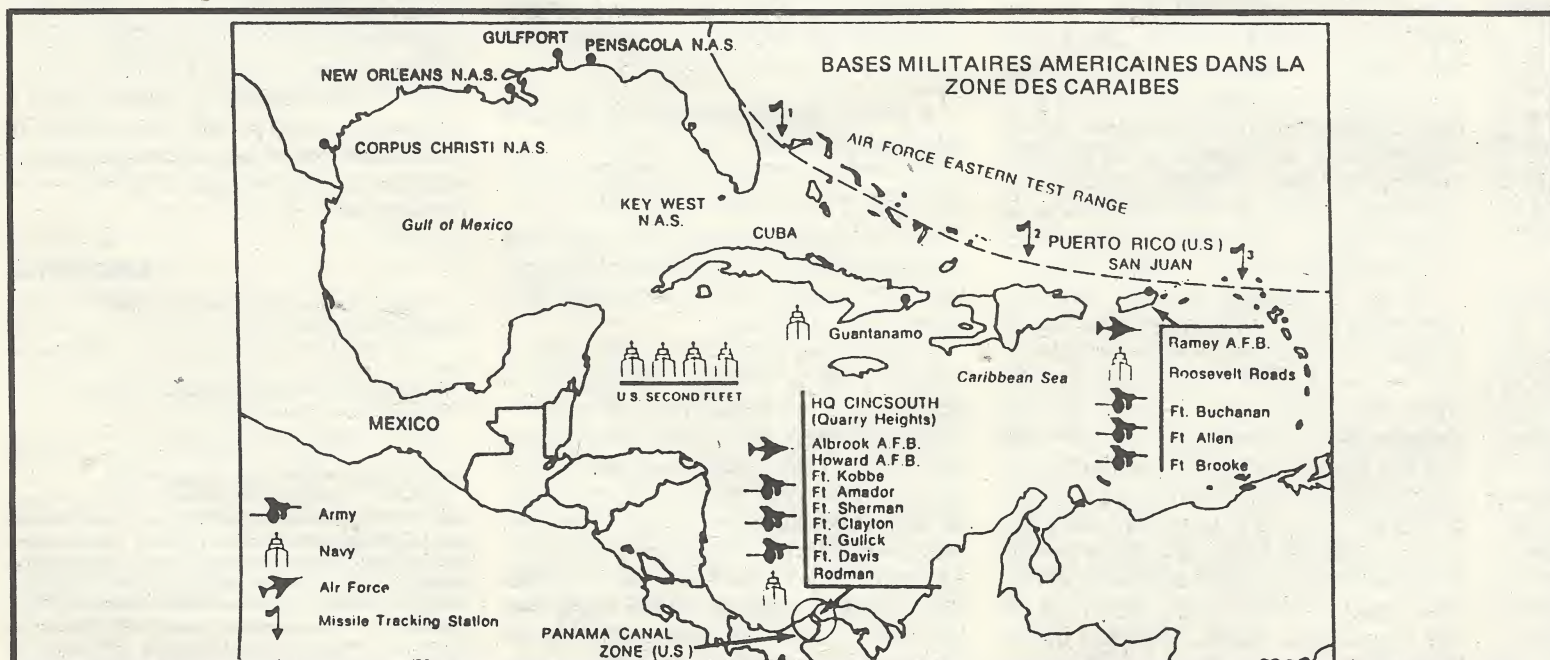 GULFPORT
PENSACOLA N.A.S.
NEW ORLEANS N.A.S.
BASES MILITAIRES AMERICAINES DANS LA
ZONE DES CARAIBES
CORPUS CHRISTI N.A.S.
1
AIR FORCE EASTERN TEST RANGE
KEY WEST
N.A.S.
Gulf of Mexico
CUBA
2
PUERTO RICO (U.S)
SAN JUAN
3
Guantanamo
Caribbean Sea
Ramey A.F.B.
Roosevelt Roads
Ft. Buchanan
Ft Allen
Ft Brooke
U.S. SECOND FLEET
MEXICO
HQ CINCSOUTH
(Quarry Heights)
Albrook A.F.B.
Howard A.F.B.
Ft. Kobbe
Ft Amador
Ft. Sherman
Ft. Clayton
Ft. Gulick
Ft. Davis
Rodman
Army
Navy
Air Force
Missile Tracking Station
PANAMA CANAL
ZONE (U.S)